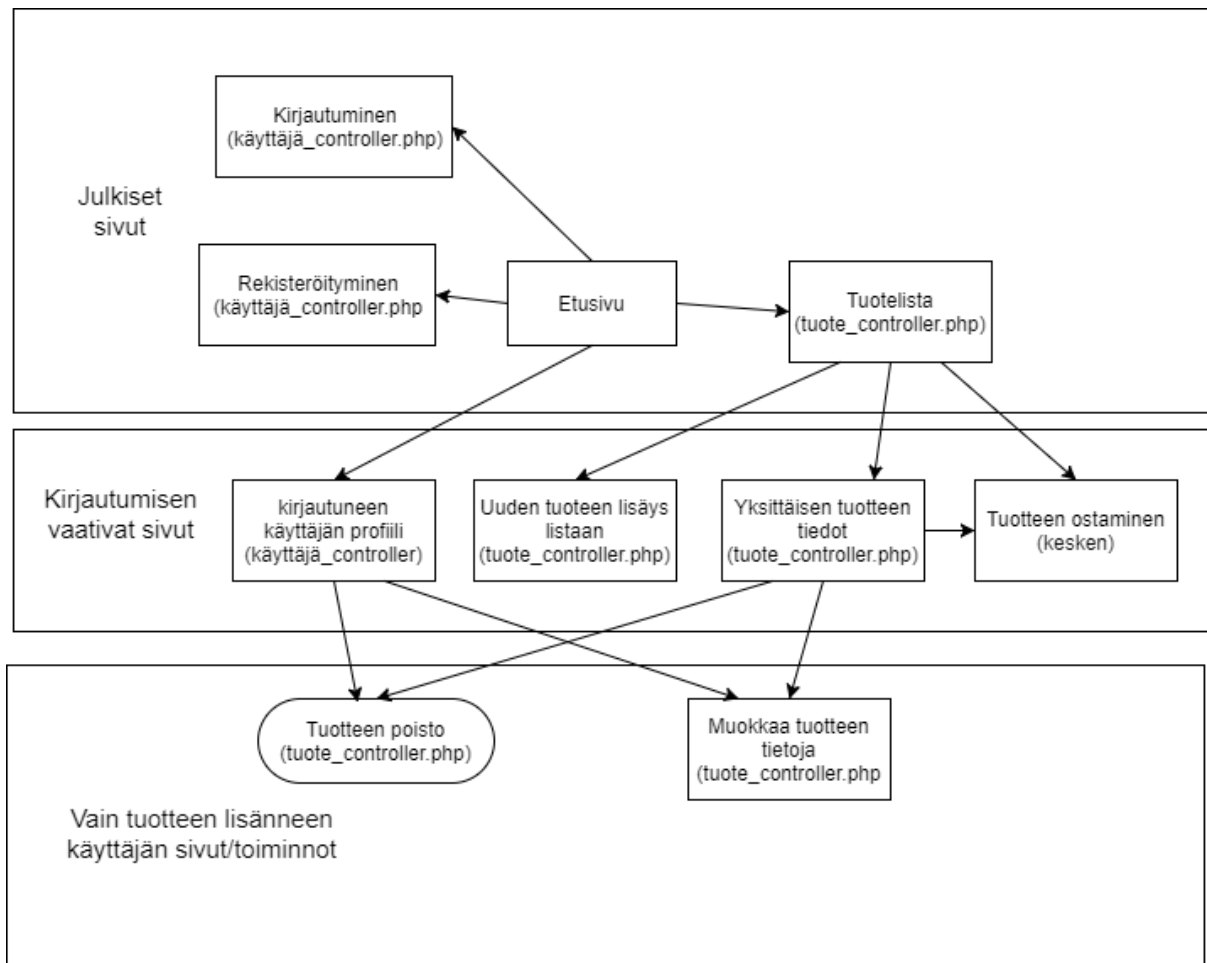 Kirjautuminen
(käyttäjä_controller.php)
Julkiset
sivut
Rekisteröityminen
(käyttäjä_controller.php
Etusivu
Tuotelista
(tuote_controller.php)
Kirjautumisen
vaativat sivut
kirjautuneen
käyttäjän profiili
(käyttäjä_controller)
Uuden tuoteen lisäys
listaan
(tuote_controller.php)
Yksittäisen tuotteen
tiedot
(tuote_controller.php)
Tuotteen ostaminen
(kesken)
Tuotteen poisto
(tuote_controller.php)
Muokkaa tuotteen
tietoja
(tuote_controller.php
Vain tuotteen lisänneen
käyttäjän sivut/toiminnot